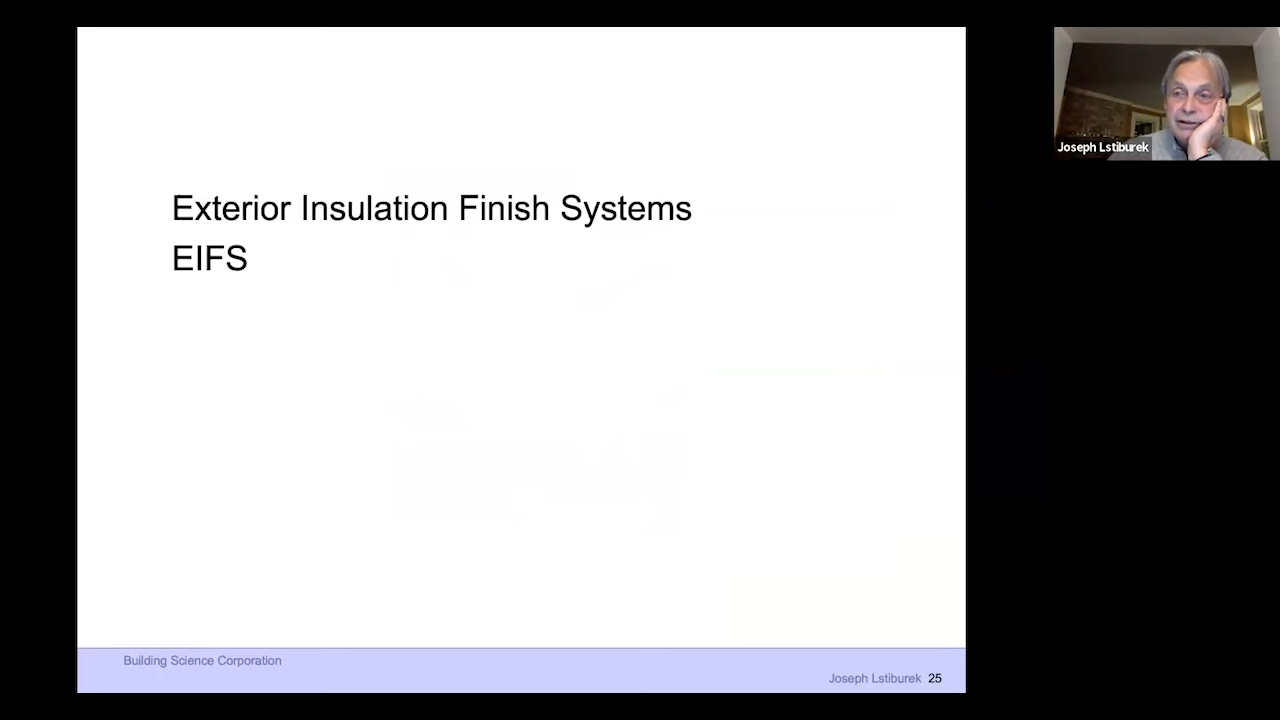 Exterior Insulation Finish Systems
EIFS
Joseph Lstiburek
Building Science Corporation
Joseph Lstiburek 25